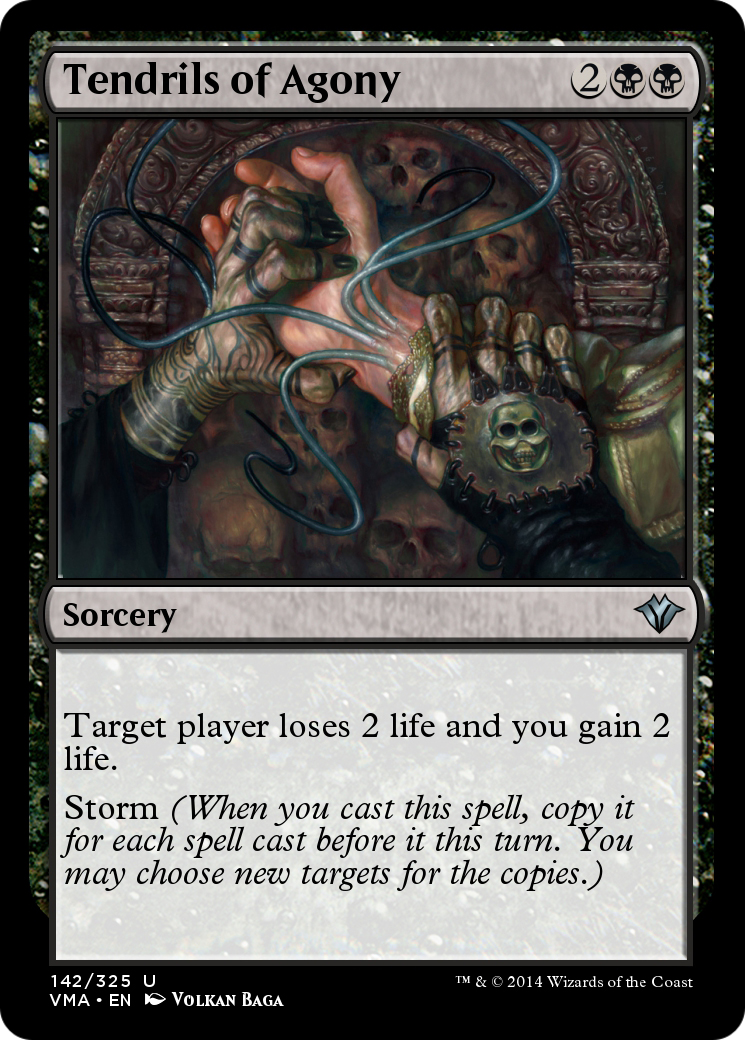 Tendrils of Agony 2
Sorcery
Target player loses 2 life and you gain 2
life.
Storm (When you cast this spell, copy it
for each spell cast before it this turn. You
may choose new targets for the copies.)
142/325 U
™ & © 2014 Wizards of the Coast
VMA • EN VOLKAN BAGA